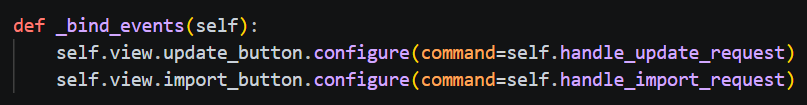 def _bind_events(self):
    self.view.update_button.configure(command=self.handle_update_request)
    self.view.import_button.configure(command=self.handle_import_request)